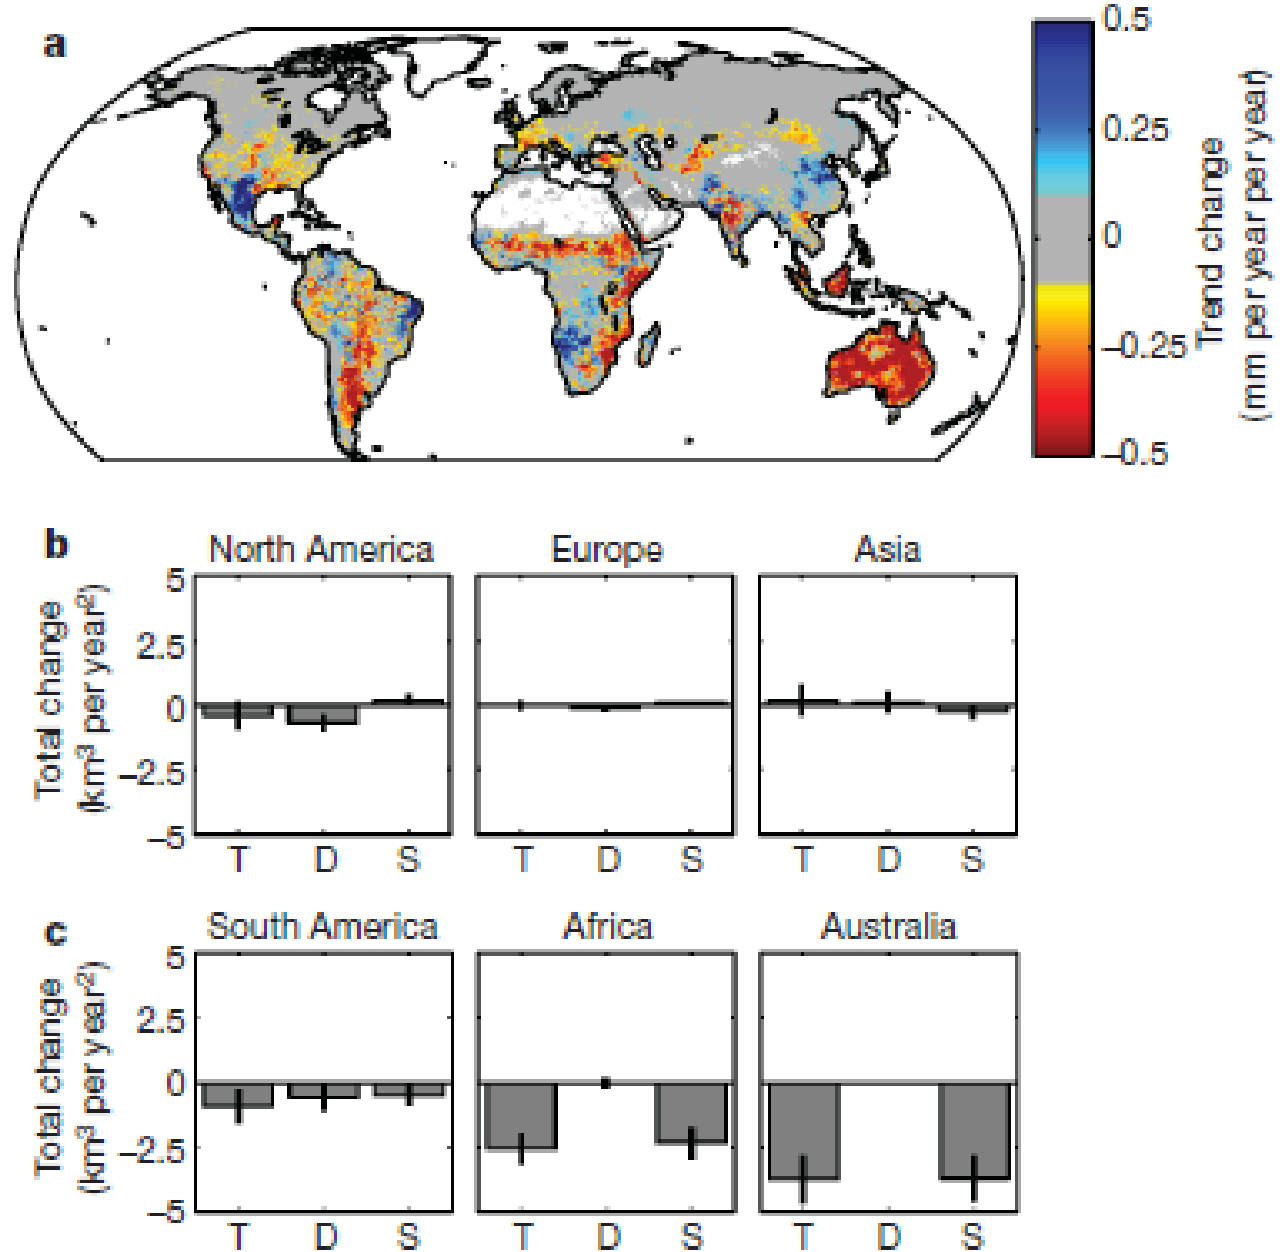 a
0.5
0.25
0
−0.25
−0.5
Trend change
(mm per year per year)
b
North America
Europe
Asia
Total change
(km³ per year²)
5
2.5
0
−2.5
−5
T D S
T D S
T D S
c
South America
Africa
Australia
Total change
(km³ per year²)
5
2.5
0
−2.5
−5
T D S
T D S
T D S